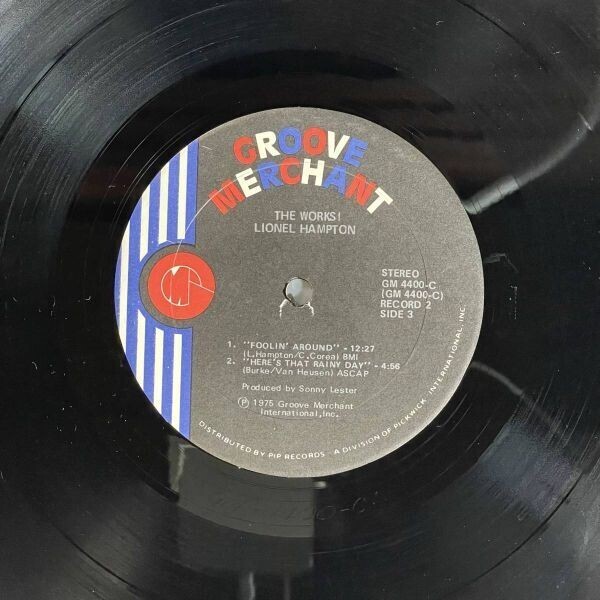 GROOVE
MERCHANT
THE WORKS!
LIONEL HAMPTON
STEREO
GM 4400-C
(GM 4400-C)
RECORD 2
SIDE 3
1. "FOOLIN' AROUND" - 12:27
(L.Hampton/C.Corea) BMI
2. "HERE'S THAT RAINY DAY" - 4:56
(Burke/Van Heusen) ASCAP
Produced by Sonny Lester
Ⓟ 1975 Groove Merchant
International, Inc.
DISTRIBUTED BY PIP RECORDS - A DIVISION OF PICKWICK INTERNATIONAL, INC.